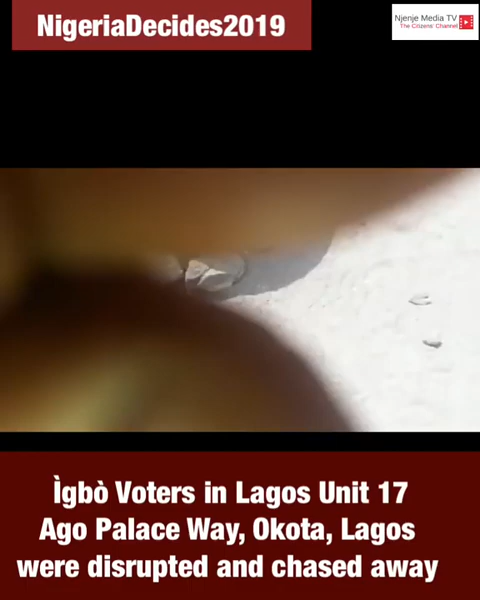 NigeriaDecides2019
Njenje Media TV
The Citizens' Channel
Ìgbò Voters in Lagos Unit 17
Ago Palace Way, Okota, Lagos
were disrupted and chased away